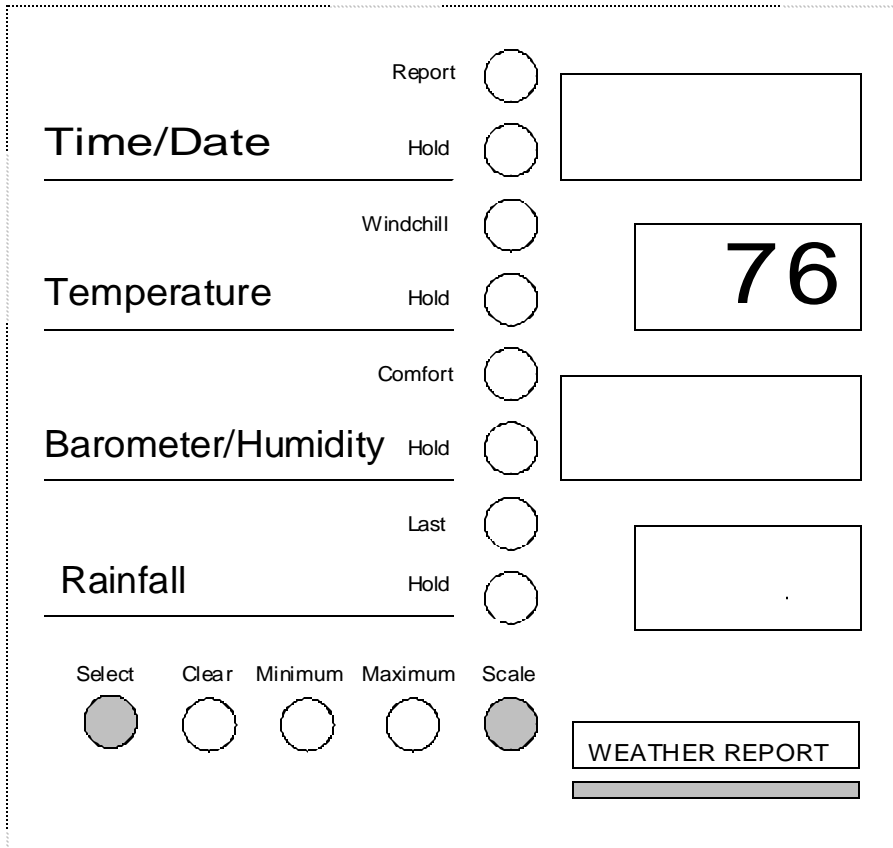 Report
Time/Date Hold
Windchill
76
Temperature Hold
Comfort
Barometer/Humidity Hold
Last
Rainfall Hold
.
Select Clear Minimum Maximum Scale
WEATHER REPORT